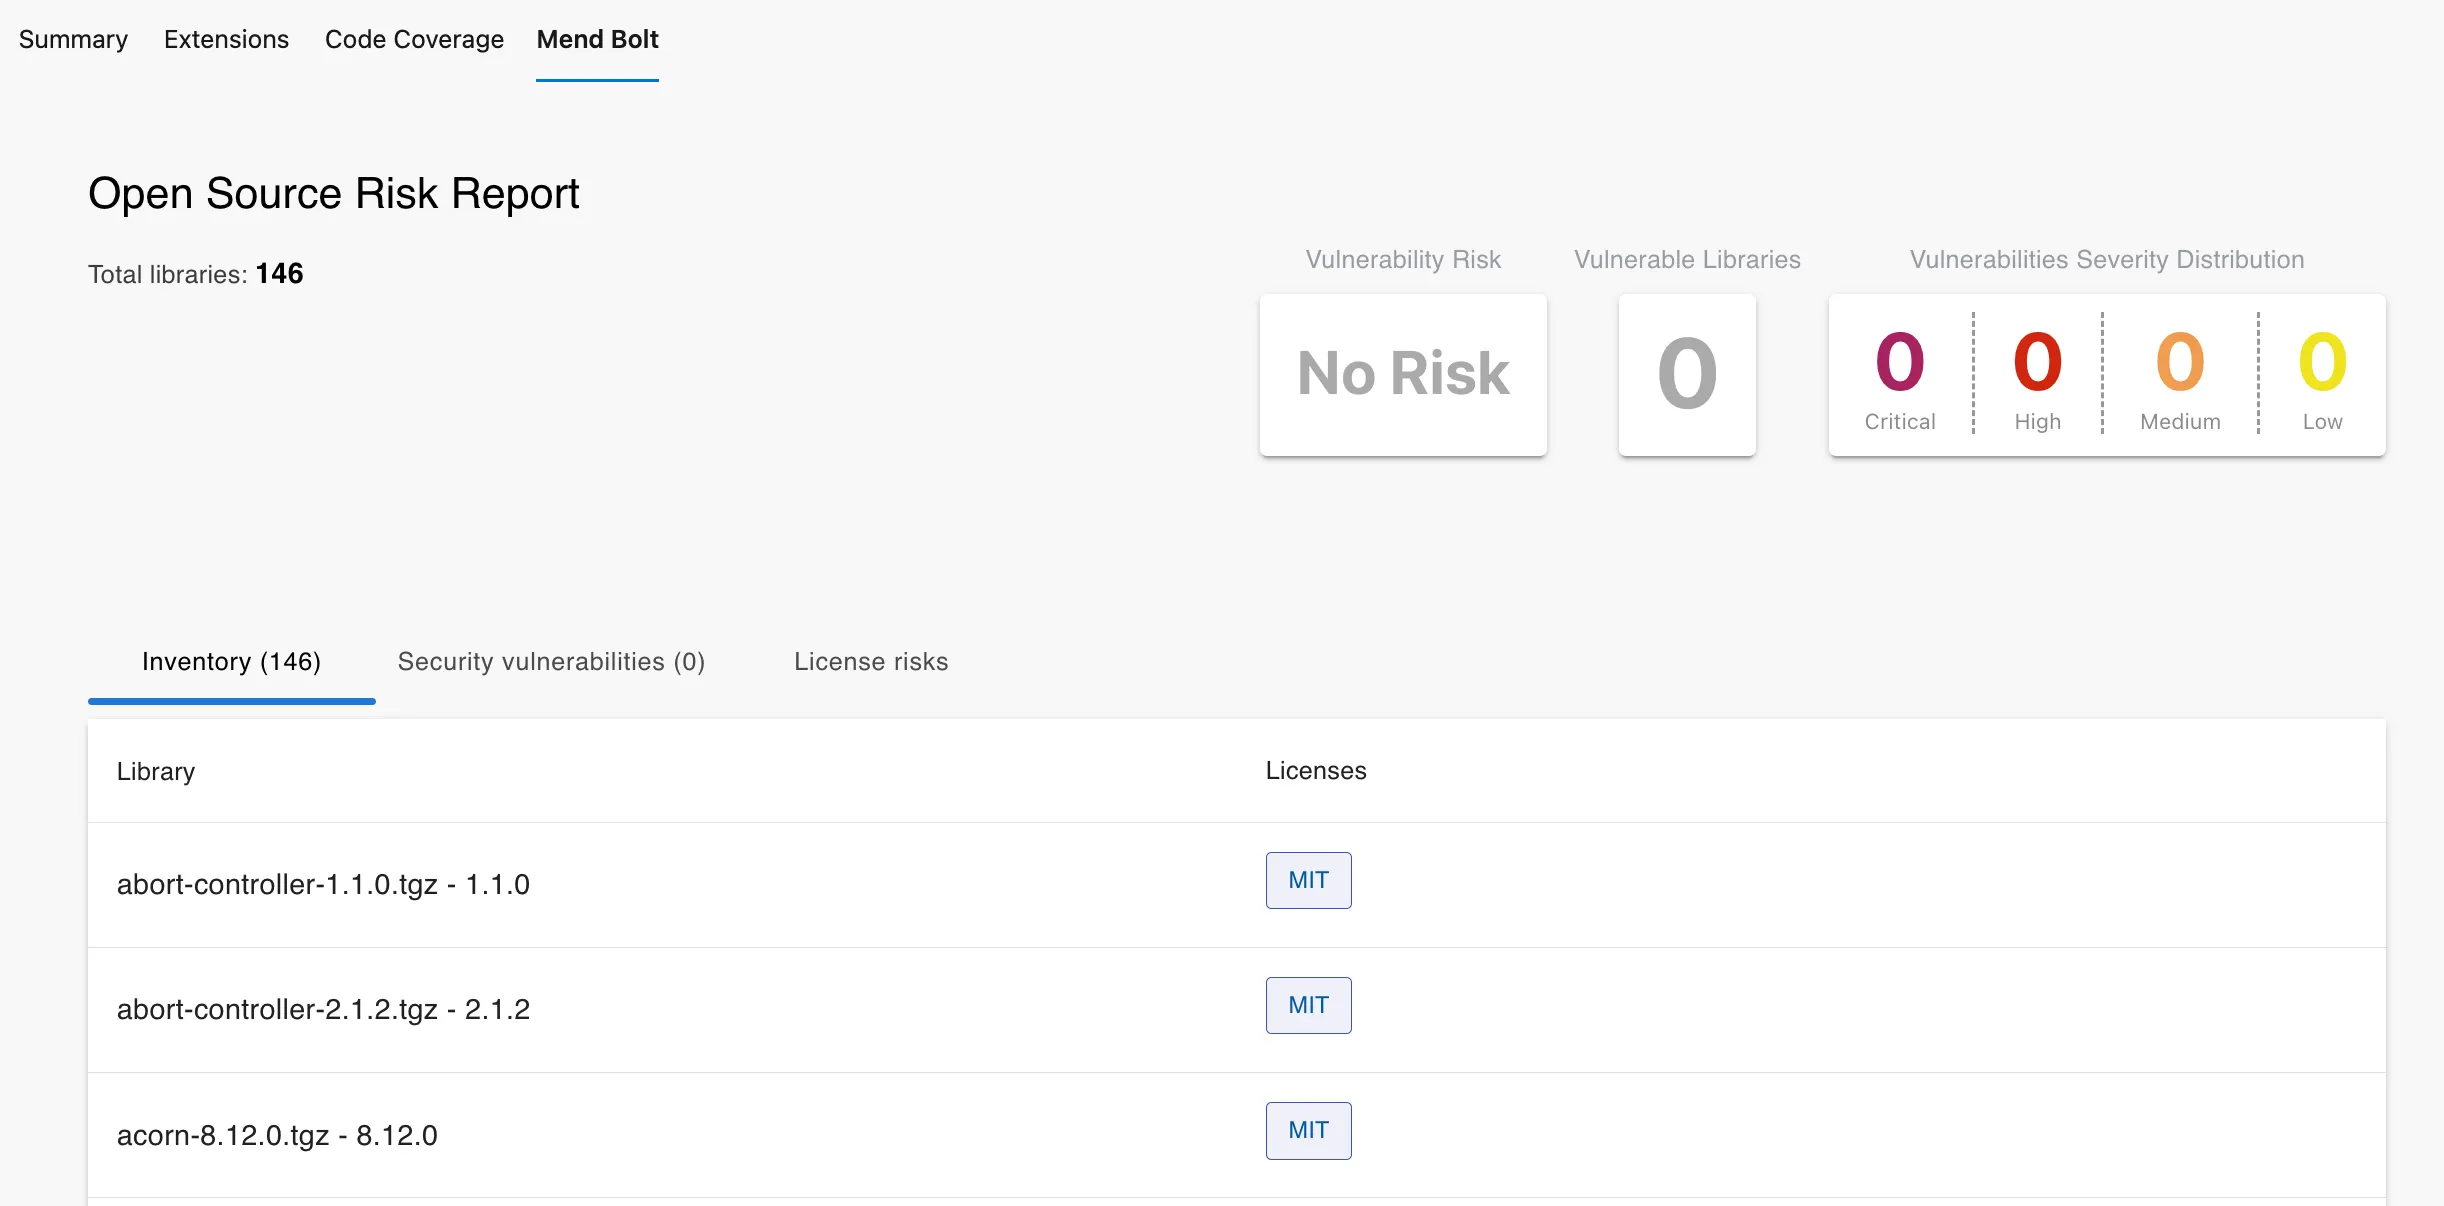 Summary Extensions Code Coverage Mend Bolt
Open Source Risk Report
Total libraries: 146
Vulnerability Risk Vulnerable Libraries Vulnerabilities Severity Distribution
No Risk 0 0 0 0 0
Critical High Medium Low
Inventory (146) Security vulnerabilities (0) License risks
Library Licenses
abort-controller-1.1.0.tgz - 1.1.0 MIT
abort-controller-2.1.2.tgz - 2.1.2 MIT
acorn-8.12.0.tgz - 8.12.0 MIT